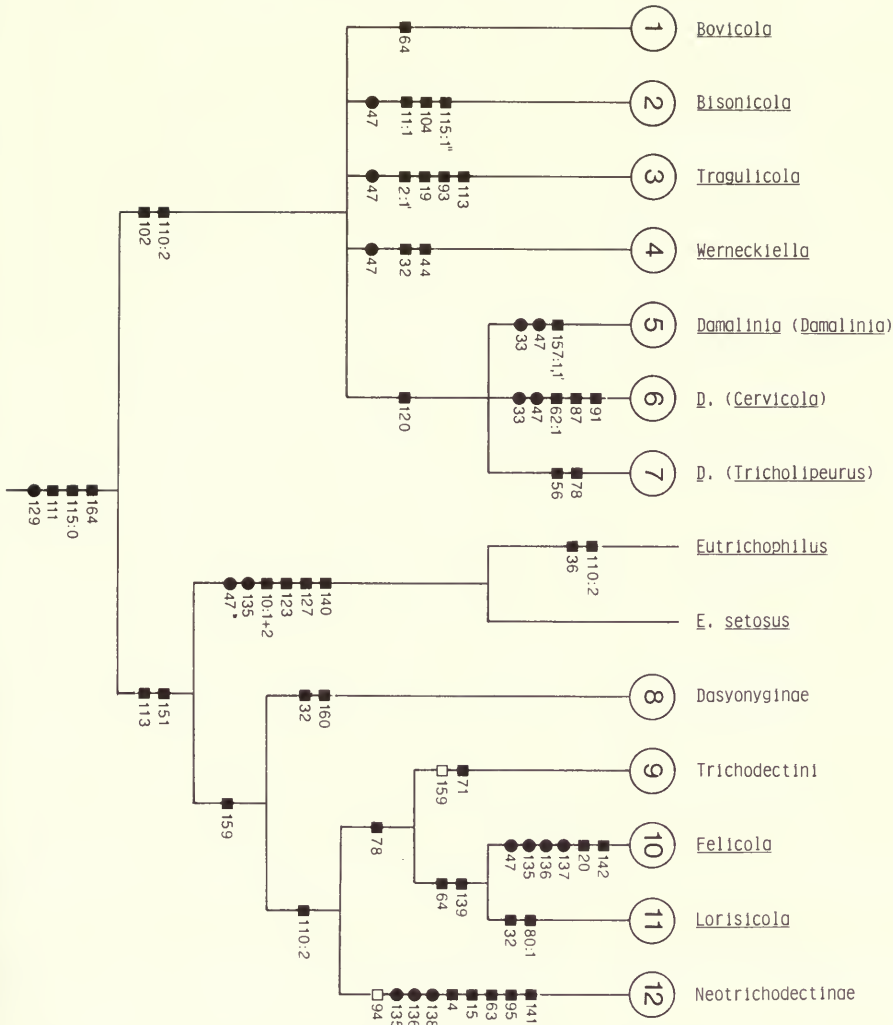 1 Bovicola
64
2 Bisonicola
47 11:1 104 115:1"
3 Tragulicola
47 2:1' 19 93 113
102 110:2
4 Werneckiella
47 32 44
5 Damalinia (Damalinia)
33 47 157:1,1'
6 D. (Cervicola)
120
33 47 62:1 87 91
7 D. (Tricholipeurus)
56 78
129 111 115:0 164
Eutrichophilus
36 110:2
47* 135 10:1+2 123 127 140
E. setosus
8 Dasyonyginae
113 151
32 160
9 Trichodectini
159 71
159
78
10 Felicola
47 135 136 137 20 142
64 139
11 Lorisicola
32 80:1
110:2
12 Neotrichodectinae
94 135 136 138 4 15 63 95 141